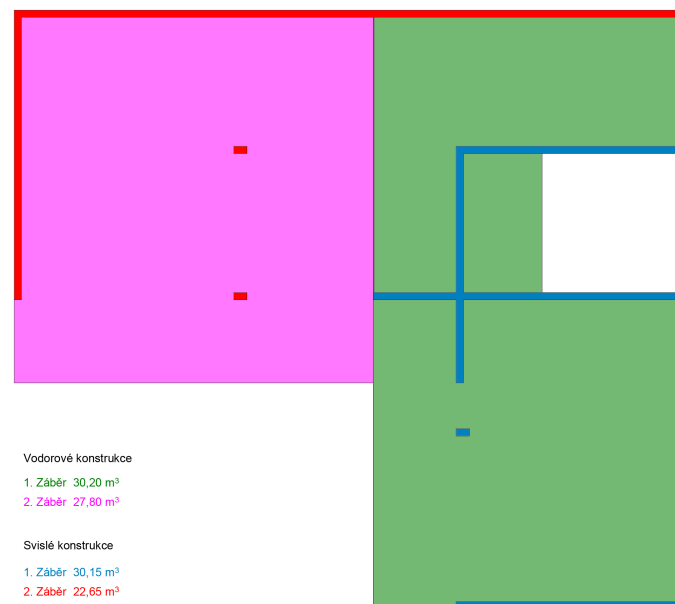 Vodorové konstrukce
1. Záběr 30,20 m³
2. Záběr 27,80 m³
Svislé konstrukce
1. Záběr 30,15 m³
2. Záběr 22,65 m³